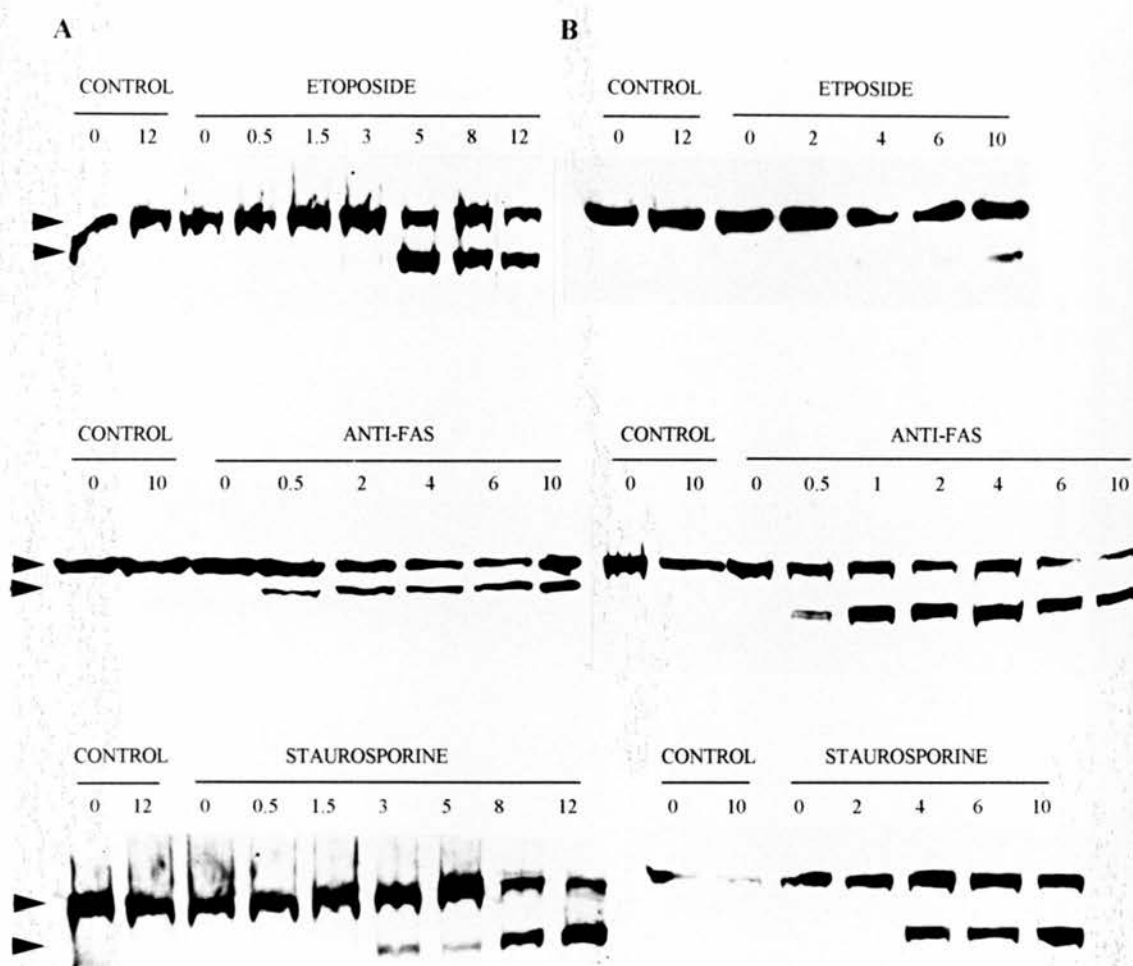 A
CONTROL ETOPOSIDE
0 12 0 0.5 1.5 3 5 8 12
B
CONTROL ETPOSIDE
0 12 0 2 4 6 10
CONTROL ANTI-FAS
0 10 0 0.5 2 4 6 10
CONTROL ANTI-FAS
0 10 0 0.5 1 2 4 6 10
CONTROL STAUROSPORINE
0 12 0 0.5 1.5 3 5 8 12
CONTROL STAUROSPORINE
0 10 0 2 4 6 10